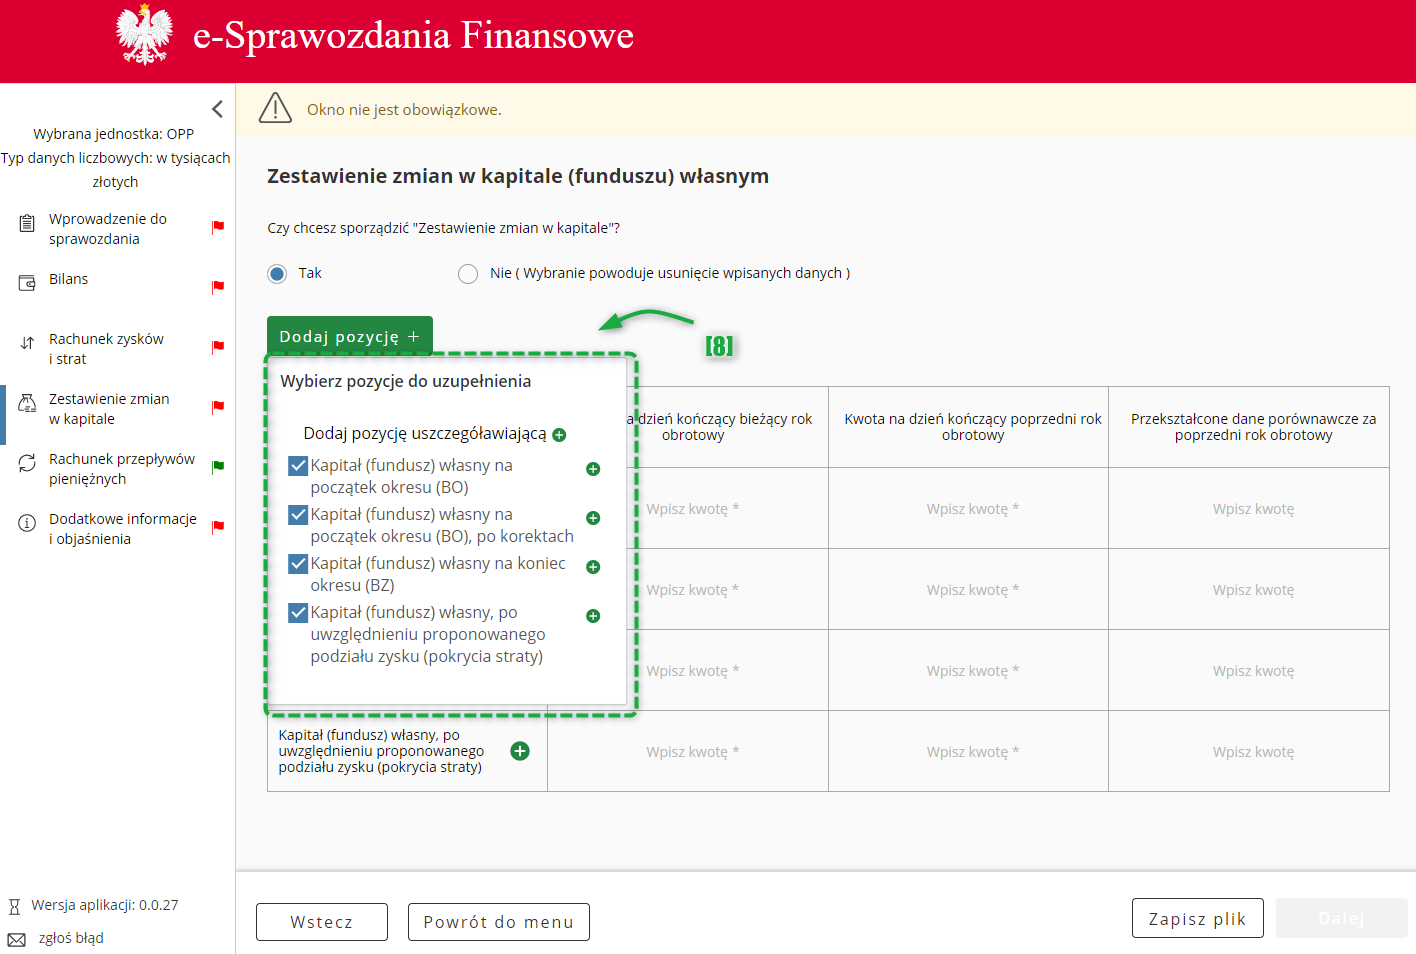 e-Sprawozdania Finansowe
Wybrana jednostka: OPP
Typ danych liczbowych: w tysiącach
złotych
Wprowadzenie do
sprawozdania
Bilans
Rachunek zysków
i strat
Zestawienie zmian
w kapitale
Rachunek przepływów
pieniężnych
Dodatkowe informacje
i objaśnienia
Wersja aplikacji: 0.0.27
zgłoś błąd
Okno nie jest obowiązkowe.
Zestawienie zmian w kapitale (funduszu) własnym
Czy chcesz sporządzić "Zestawienie zmian w kapitale"?
Tak
Nie ( Wybranie powoduje usunięcie wpisanych danych )
Dodaj pozycję +
[8]
Wybierz pozycje do uzupełnienia
Dodaj pozycję uszczegóławiającą
Kapitał (fundusz) własny na
początek okresu (BO)
Kapitał (fundusz) własny na
początek okresu (BO), po korektach
Kapitał (fundusz) własny na koniec
okresu (BZ)
Kapitał (fundusz) własny, po
uwzględnieniu proponowanego
podziału zysku (pokrycia straty)
dzień kończący bieżący rok
obrotowy
Kwota na dzień kończący poprzedni rok
obrotowy
Przekształcone dane porównawcze za
poprzedni rok obrotowy
Wpisz kwotę *
Wpisz kwotę *
Wpisz kwotę
Wpisz kwotę *
Wpisz kwotę *
Wpisz kwotę
Wpisz kwotę *
Wpisz kwotę *
Wpisz kwotę
Kapitał (fundusz) własny, po
uwzględnieniu proponowanego
podziału zysku (pokrycia straty)
Wpisz kwotę *
Wpisz kwotę *
Wpisz kwotę
Wstecz
Powrót do menu
Zapisz plik
Dalej